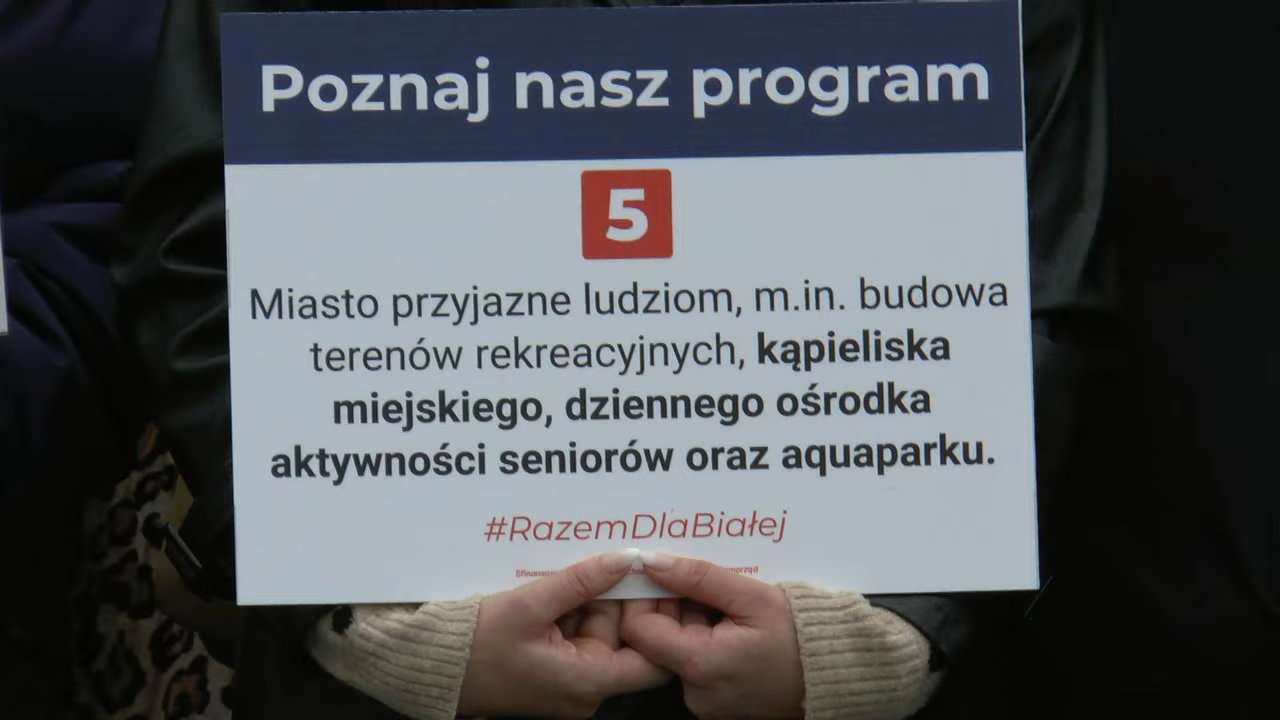 Poznaj nasz program
5
Miasto przyjazne ludziom, m.in. budowa
terenów rekreacyjnych, kąpieliska
miejskiego, dziennego ośrodka
aktywności seniorów oraz aquaparku.
#RazemDlaBiałej